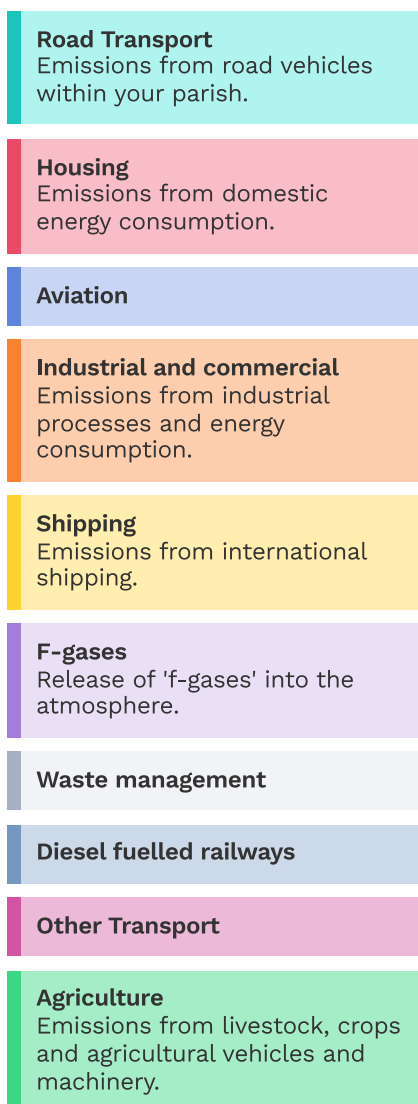 Road Transport
Emissions from road vehicles
within your parish.
Housing
Emissions from domestic
energy consumption.
Aviation
Industrial and commercial
Emissions from industrial
processes and energy
consumption.
Shipping
Emissions from international
shipping.
F-gases
Release of 'f-gases' into the
atmosphere.
Waste management
Diesel fuelled railways
Other Transport
Agriculture
Emissions from livestock, crops
and agricultural vehicles and
machinery.